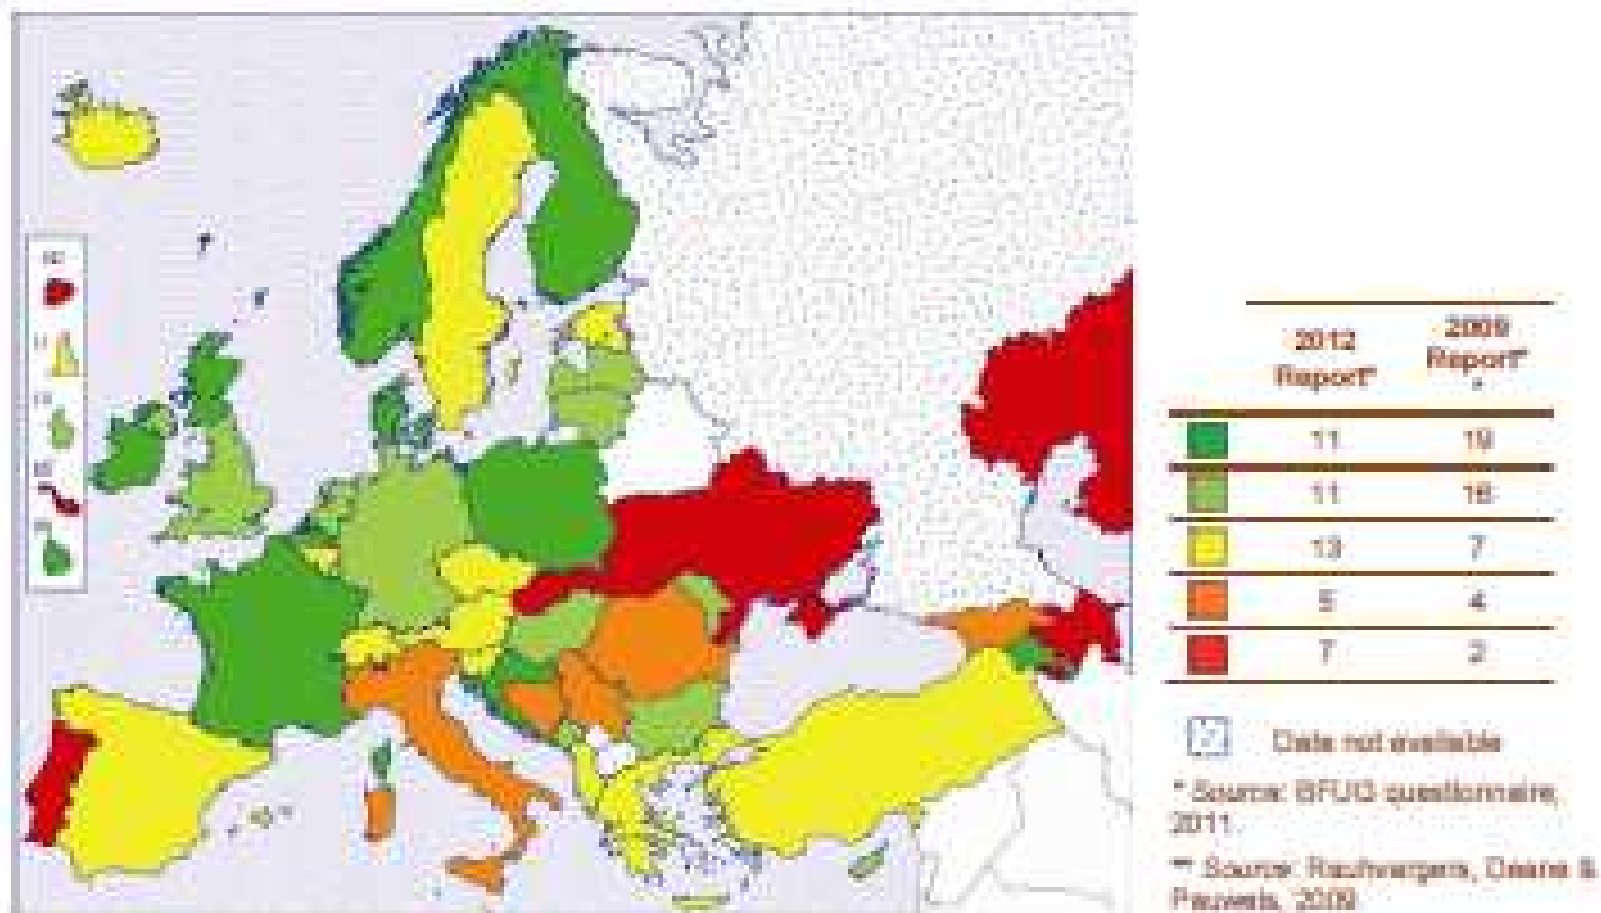 2012
Report*
2009
Report*
*
11 19
11 16
13 7
5 4
7 2
Data not available
* Source: BFUG questionnaire,
2011.
** Source: Rauhvargers, Deane &
Pauwels, 2009